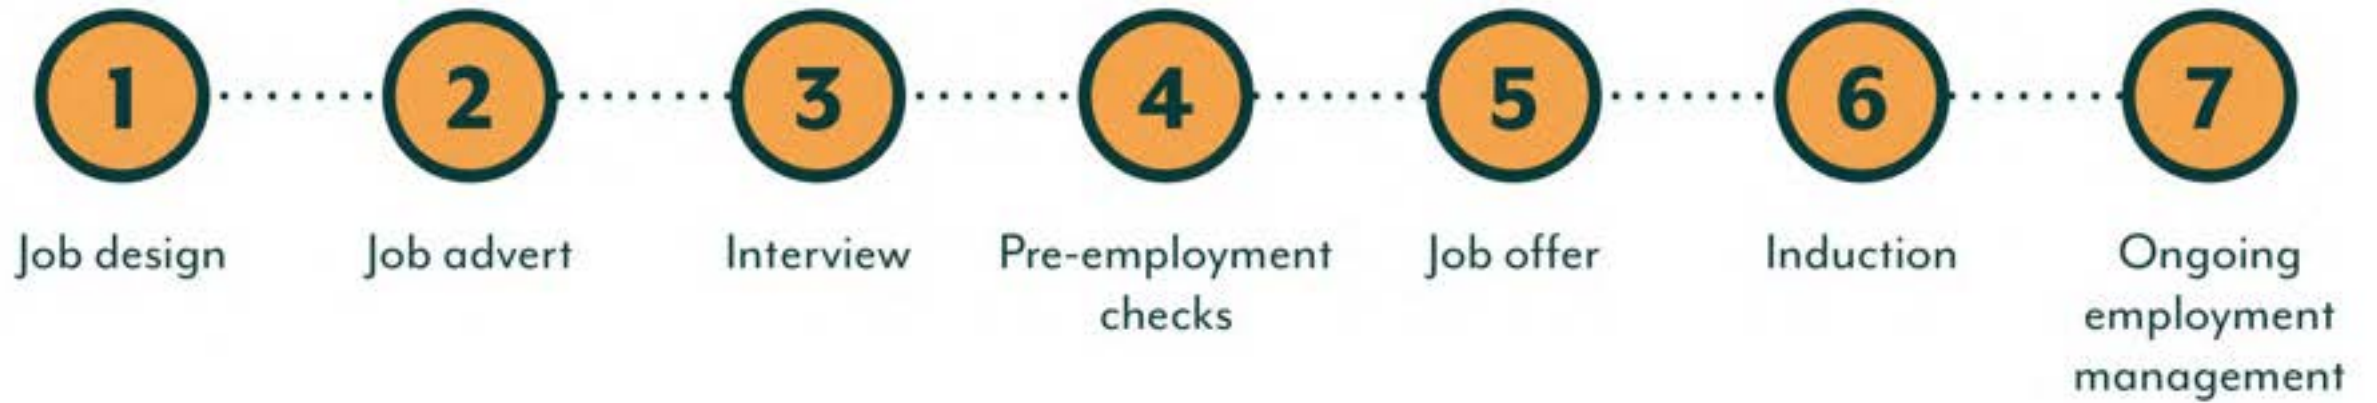 1 2 3 4 5 6 7
Job design Job advert Interview Pre-employment Job offer Induction Ongoing
checks employment
management